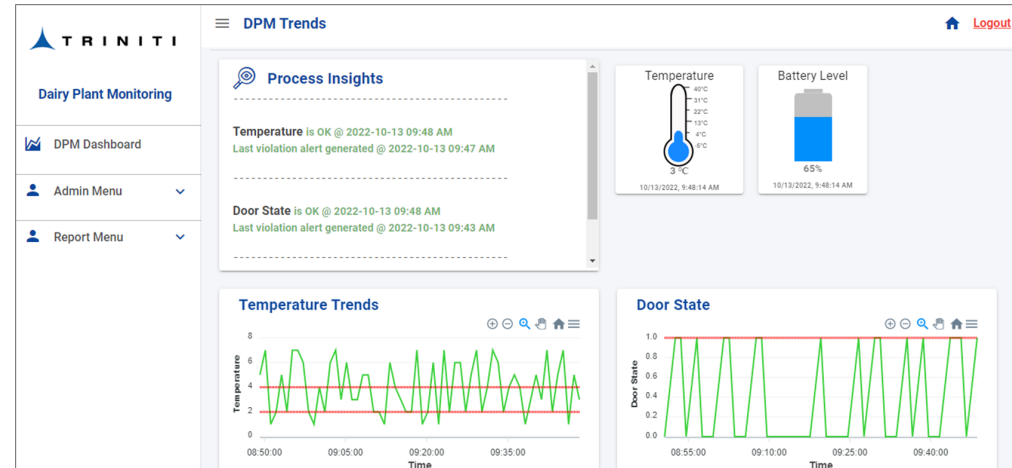 TRINITI
Dairy Plant Monitoring
DPM Dashboard
Admin Menu
Report Menu
DPM Trends
Logout
Process Insights
Temperature is OK @ 2022-10-13 09:48 AM
Last violation alert generated @ 2022-10-13 09:47 AM
Door State is OK @ 2022-10-13 09:48 AM
Last violation alert generated @ 2022-10-13 09:43 AM
Temperature
40°C
31°C
22°C
13°C
4°C
-5°C
3 °C
10/13/2022, 9:48:14 AM
Battery Level
65%
10/13/2022, 9:48:14 AM
Temperature Trends
8
6
4
2
0
Temperature
08:50:00 09:05:00 09:20:00 09:35:00
Time
Door State
1.0
0.8
0.6
0.4
0.2
0.0
Door State
08:55:00 09:10:00 09:25:00 09:40:00
Time